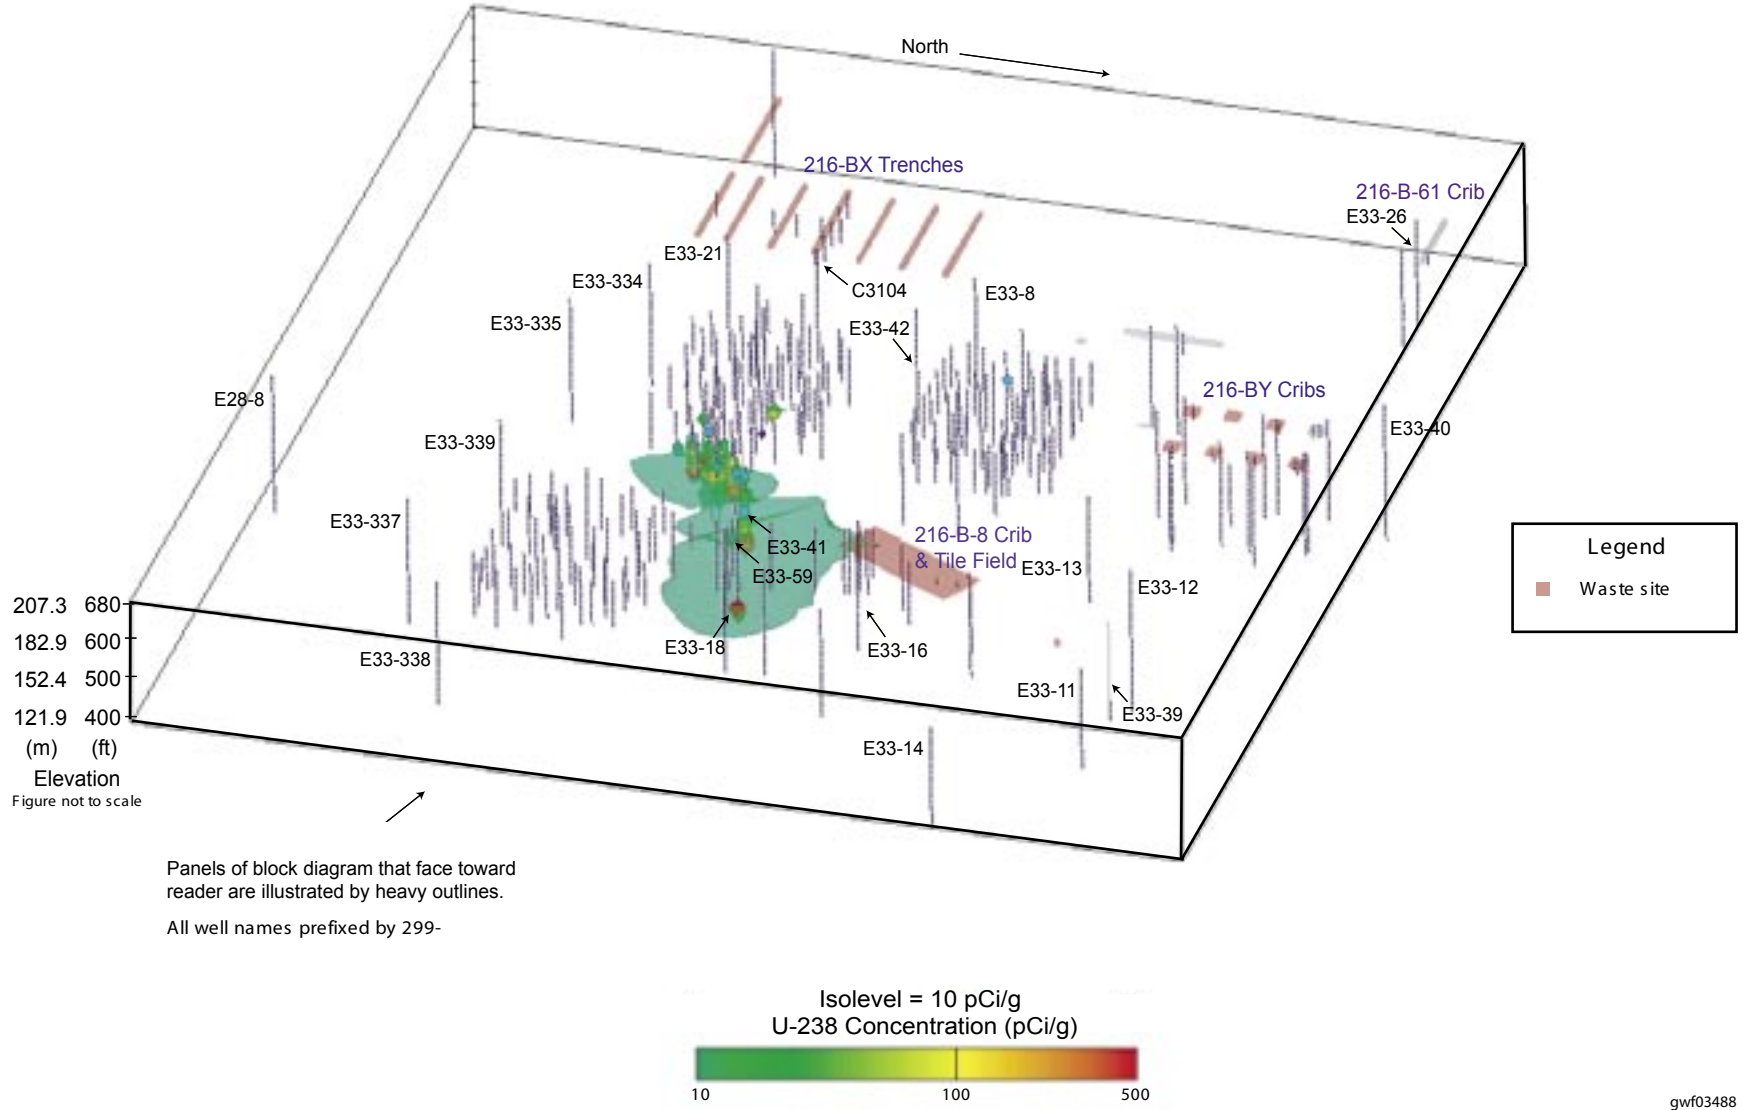 North
216-BX Trenches
216-B-61 Crib
E33-26
E33-21
E33-334
C3104
E33-8
E33-335
E33-42
216-BY Cribs
E28-8
E33-40
E33-339
E33-337
216-B-8 Crib
& Tile Field
E33-41
E33-13
E33-59
E33-12
Legend
Waste site
207.3 680
182.9 600
152.4 500
121.9 400
(m) (ft)
Elevation
Figure not to scale
E33-18
E33-16
E33-338
E33-11
E33-39
E33-14
Panels of block diagram that face toward
reader are illustrated by heavy outlines.
All well names prefixed by 299-
Isolevel = 10 pCi/g
U-238 Concentration (pCi/g)
10 100 500
gwf03488